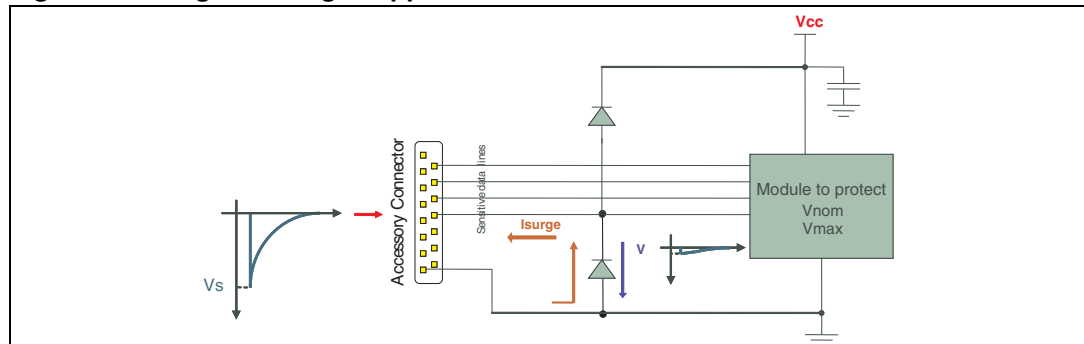 Vcc
Accessory Connector
Sensitive data lines
Module to protect
Vnom
Vmax
Isurge
V
Vs